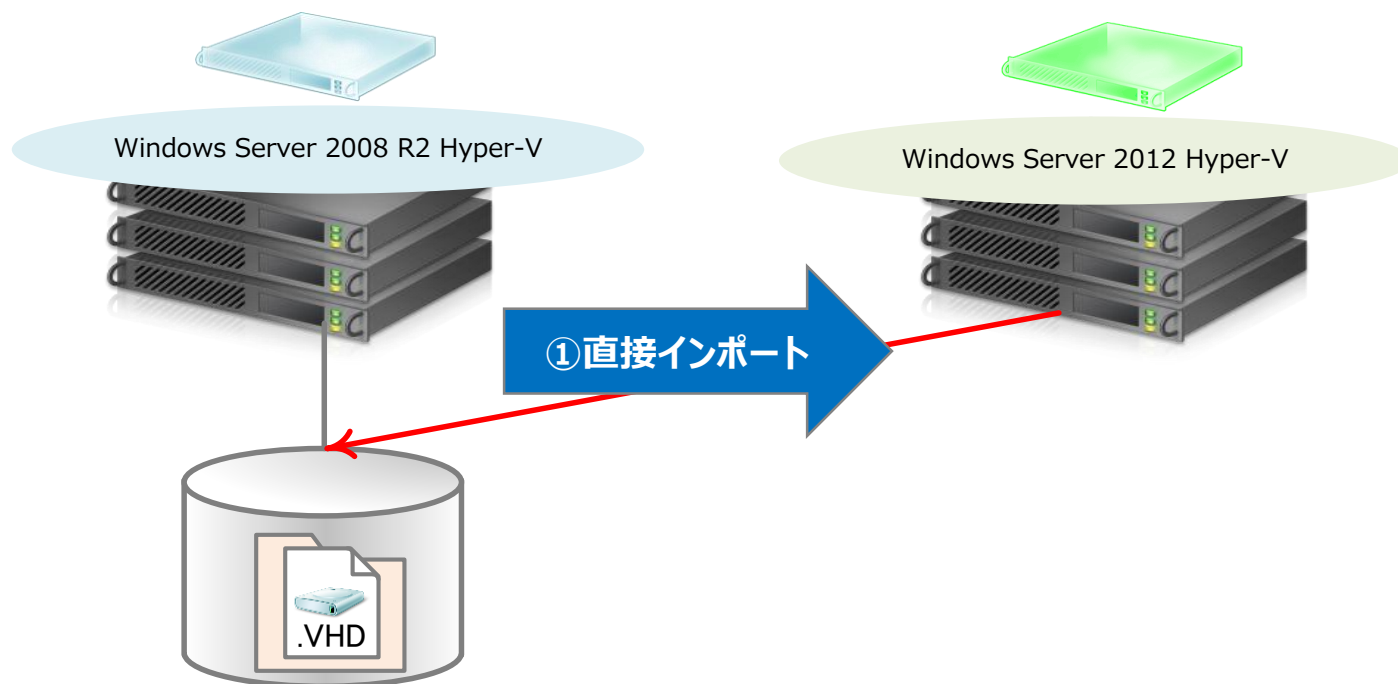 Windows Server 2008 R2 Hyper-V
Windows Server 2012 Hyper-V
①直接インポート
.VHD